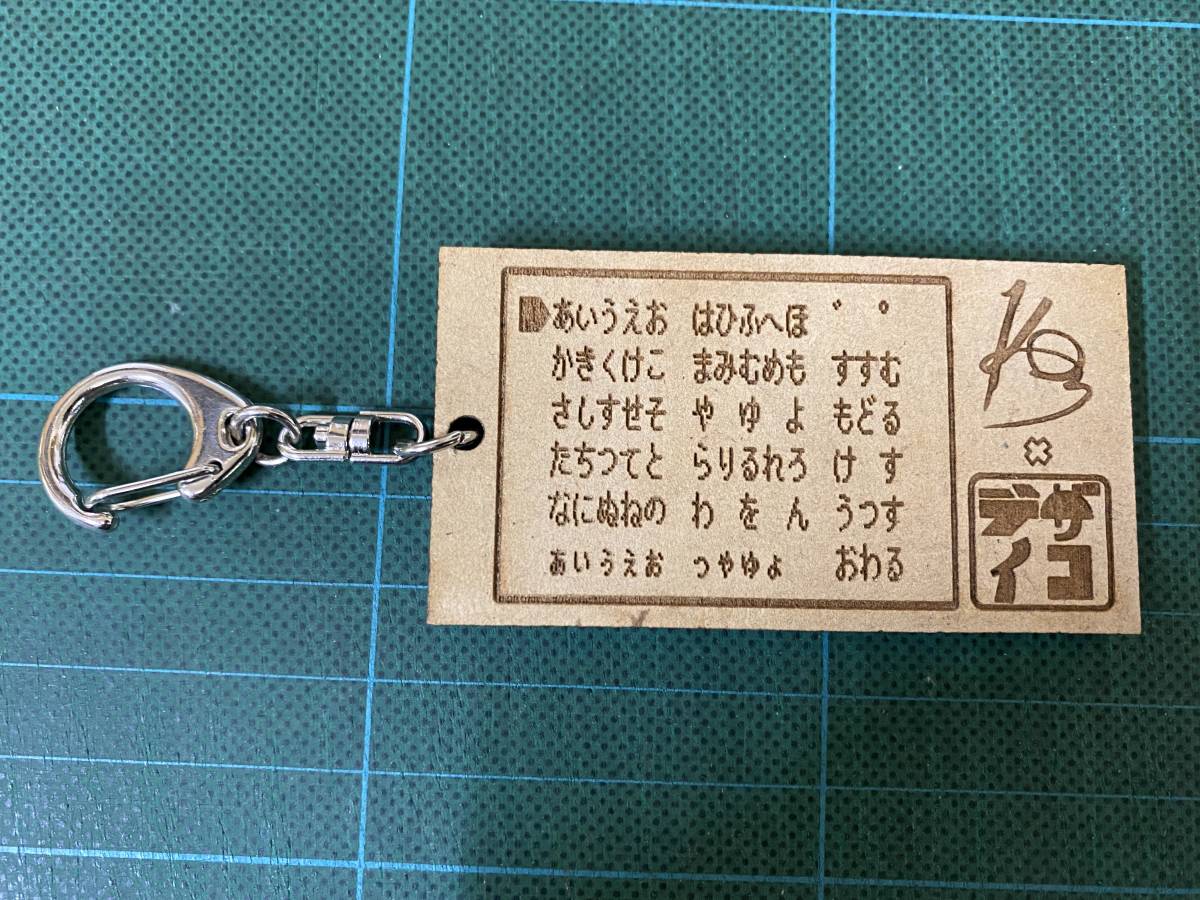 あいうえお はひふへほ ゛ ゜
かきくけこ まみむめも すすむ
さしすせそ や ゆ よ もどる
たちつてと らりるれろ け す
なにぬねの わ を ん うつす
ぁぃぅぇぉ っゃゅょ おわる
×
デザ
イコ